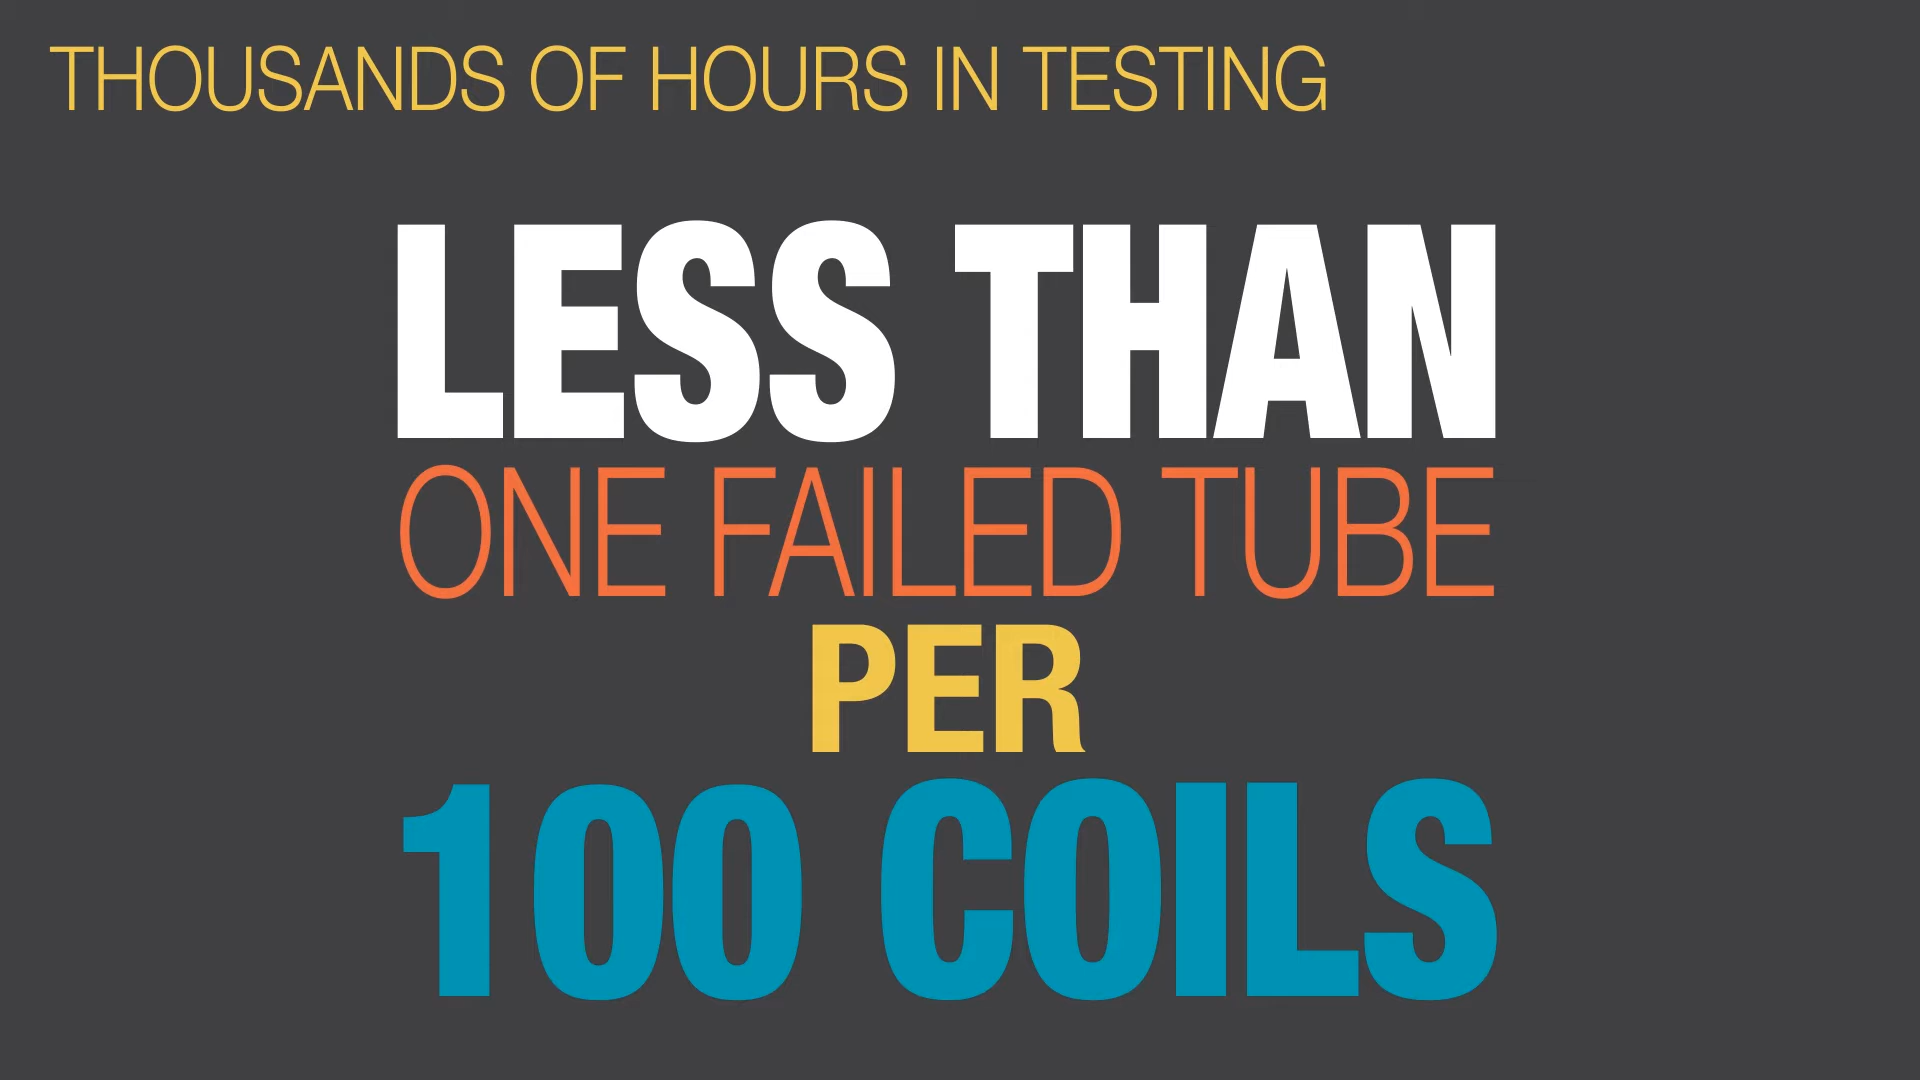 THOUSANDS OF HOURS IN TESTING
LESS THAN
ONE FAILED TUBE
PER
100 COILS